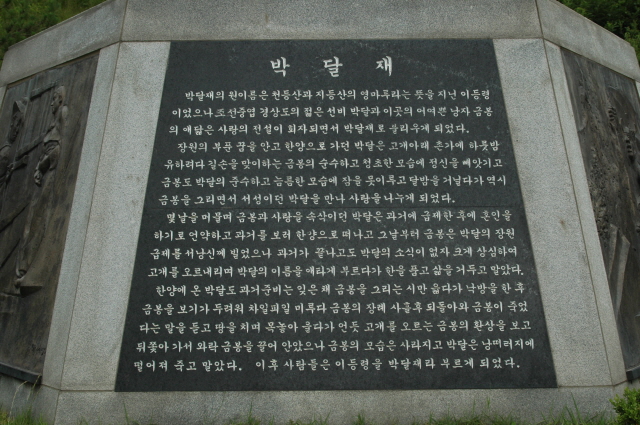 박 달 재
박달재의 원이름은 천등산과 지등산의 영마루라는 뜻을 지닌 이등령
이었으나 조선중엽 경상도의 젊은 선비 박달과 이곳의 어여쁜 낭자 금봉
의 애닯은 사랑의 전설이 회자되면서 박달재로 불리우게 되었다.
장원의 부푼 꿈을 안고 한양으로 가던 박달은 고개아래 촌가에 하룻밤
유하려다 길손을 맞이하는 금봉의 순수하고 청초한 모습에 정신을 빼앗기고
금봉도 박달의 준수하고 늠름한 모습에 잠을 못이루고 달밤을 거닐다가 역시
금봉을 그리면서 서성이던 박달을 만나 사랑을 나누게 되었다.
몇날을 머물며 금봉과 사랑을 속삭이던 박달은 과거에 급제한 후에 혼인을
하기로 언약하고 과거를 보러 한양으로 떠나고 그날부터 금봉은 박달의 장원
급제를 서낭신께 빌었으나 과거가 끝나고도 박달의 소식이 없자 크게 상심하여
고개를 오르내리며 박달의 이름을 애타게 부르다가 한을 품고 삶을 거두고 말았다.
한양에 온 박달도 과거준비는 잊은 채 금봉을 그리는 시만 읊다가 낙방을 한 후
금봉을 보기가 두려워 차일피일 미루다 금봉의 장례 사흘후 되돌아와 금봉이 죽었
다는 말을 듣고 땅을 치며 목놓아 울다가 언듯 고개를 오르는 금봉의 환상을 보고
뒤쫓아 가서 와락 금봉을 끌어 안았으나 금봉의 모습은 사라지고 박달은 낭떠러지에
떨어져 죽고 말았다. 이후 사람들은 이등령을 박달재라 부르게 되었다.